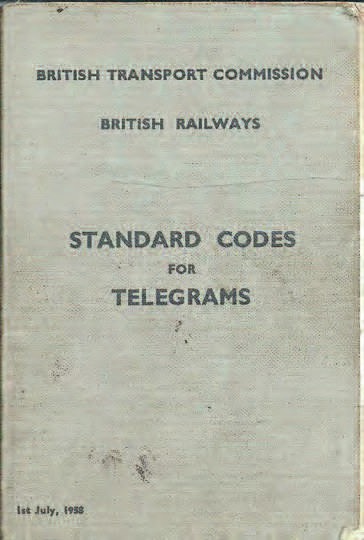 BRITISH TRANSPORT COMMISSION
BRITISH RAILWAYS
STANDARD CODES
FOR
TELEGRAMS
1st July, 1958